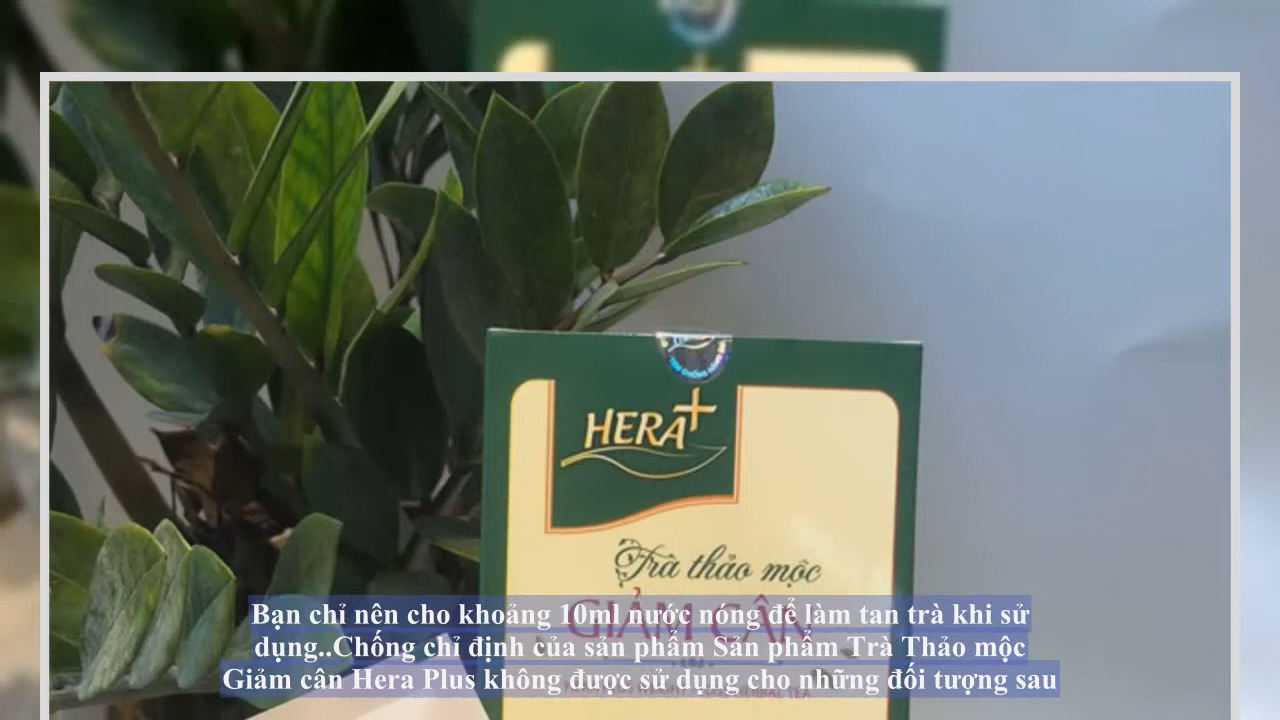 HERA+
Trà thảo mộc
GIẢM CÂN
Bạn chỉ nên cho khoảng 10ml nước nóng để làm tan trà khi sử
dụng..Chống chỉ định của sản phẩm Sản phẩm Trà Thảo mộc
Giảm cân Hera Plus không được sử dụng cho những đối tượng sau